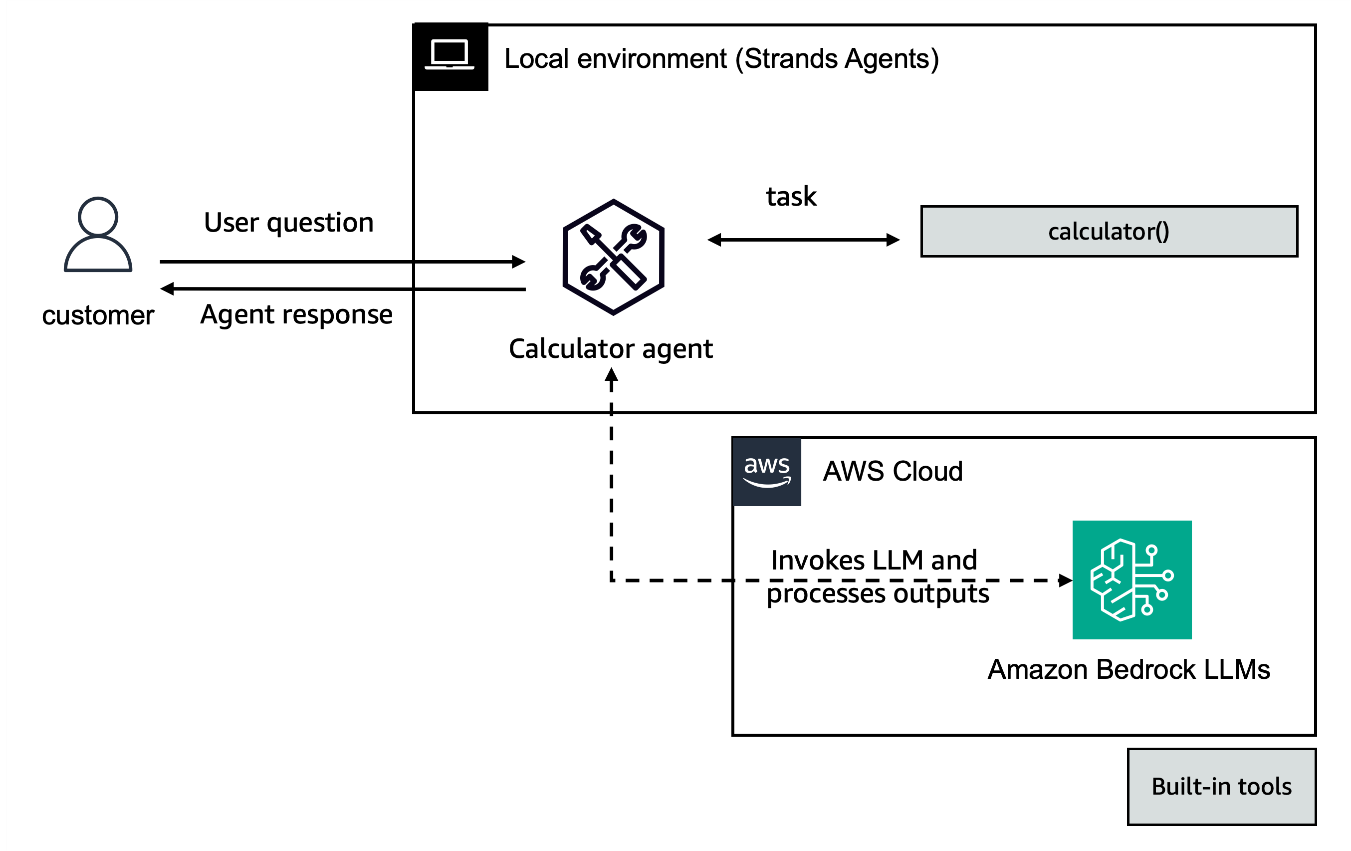 Local environment (Strands Agents)
task
User question
calculator()
customer
Agent response
Calculator agent
aws
AWS Cloud
Invokes LLM and
processes outputs
Amazon Bedrock LLMs
Built-in tools